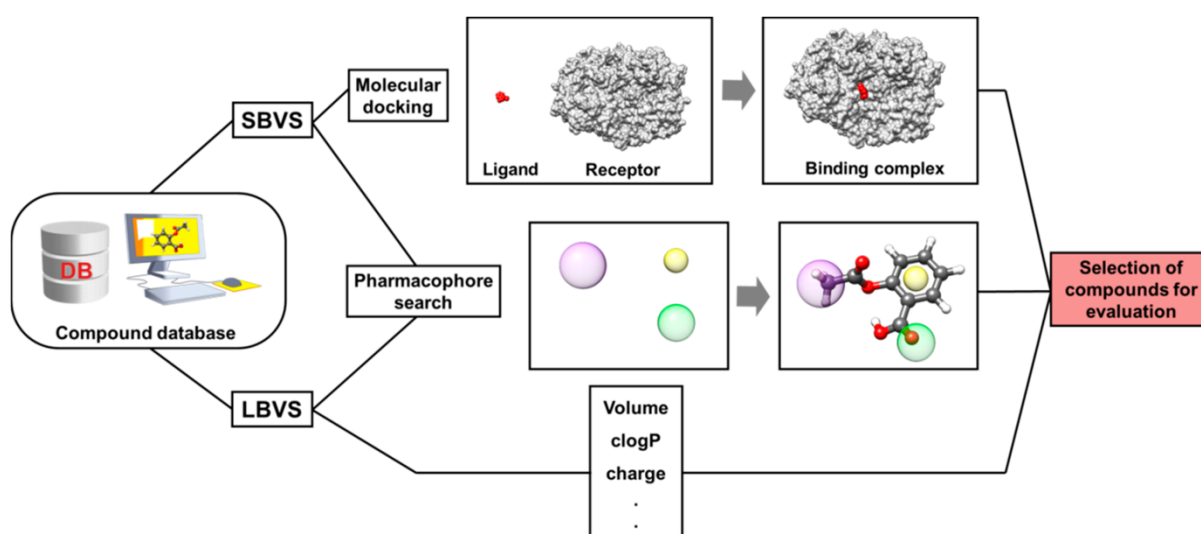 SBVS
Molecular
docking
Ligand
Receptor
Binding complex
DB
Compound database
Pharmacophore
search
Selection of
compounds for
evaluation
LBVS
Volume
clogP
charge
.
.